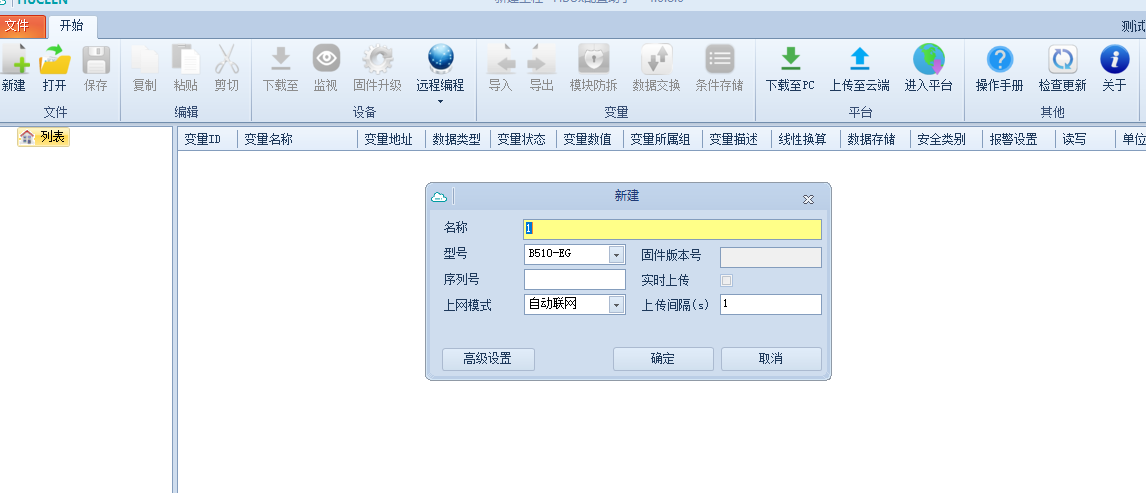 文件 开始 测试
新建 打开 保存 复制 粘贴 剪切 下载至 监视 固件升级 远程编程 导入 导出 模块防拆 数据交换 条件存储 下载至PC 上传至云端 进入平台 操作手册 检查更新 关于
文件 编辑 设备 变量 平台 其他
列表
变量ID 变量名称 变量地址 数据类型 变量状态 变量数值 变量所属组 变量描述 线性换算 数据存储 安全类别 报警设置 读写 单位
新建
名称 1
型号 B510-EG 固件版本号
序列号 实时上传
上网模式 自动联网 上传间隔(s) 1
高级设置 确定 取消